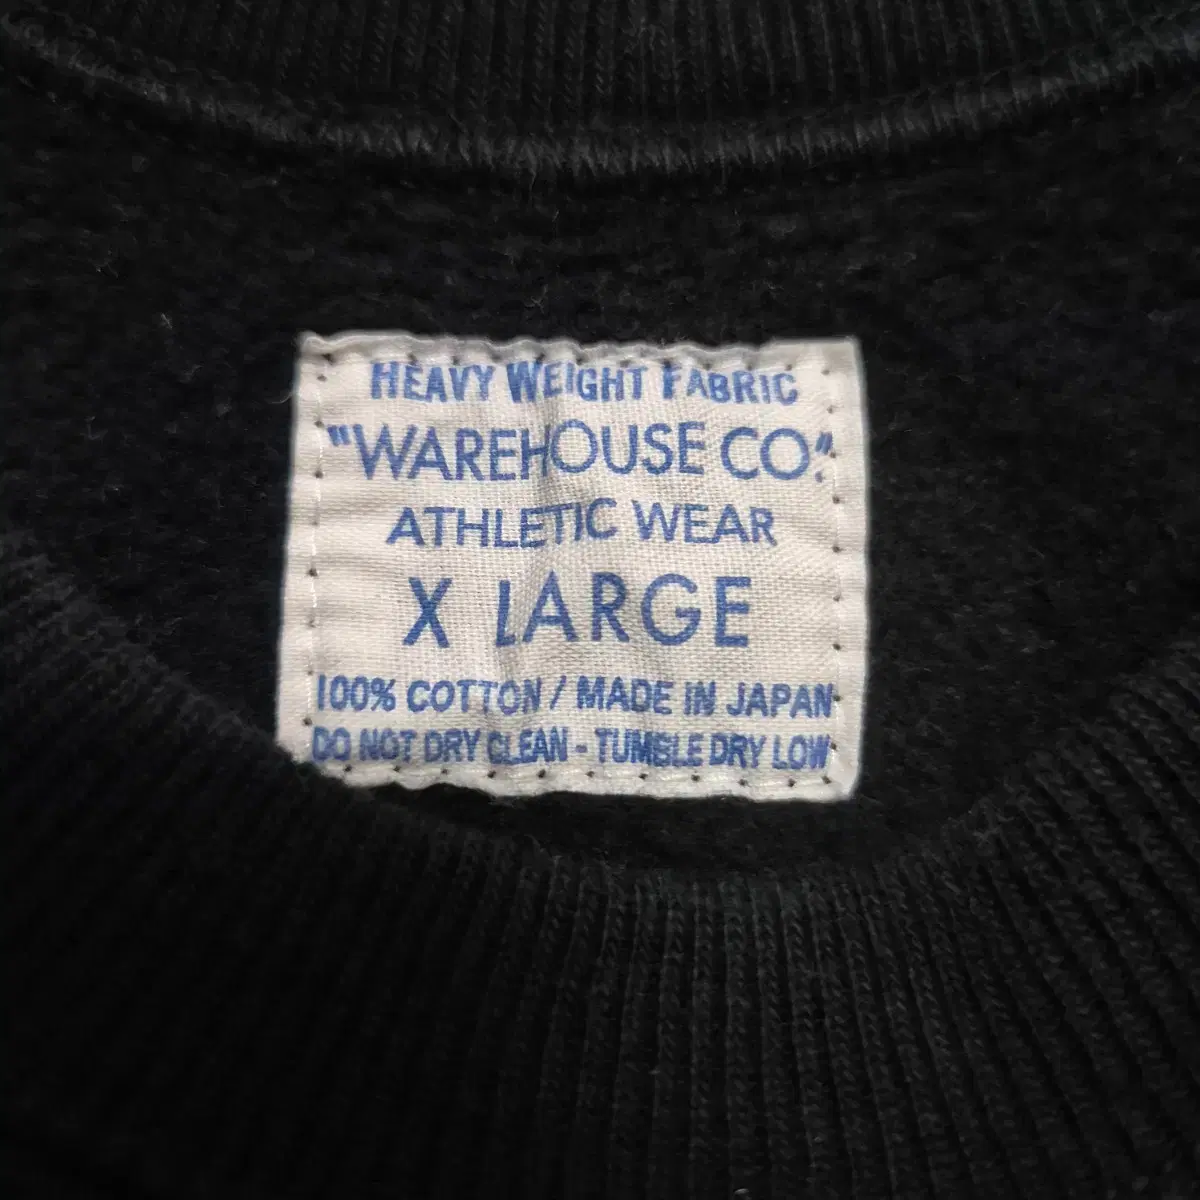 HEAVY WEIGHT FABRIC
"WAREHOUSE CO."
ATHLETIC WEAR
X LARGE
100% COTTON / MADE IN JAPAN
DO NOT DRY CLEAN - TUMBLE DRY LOW